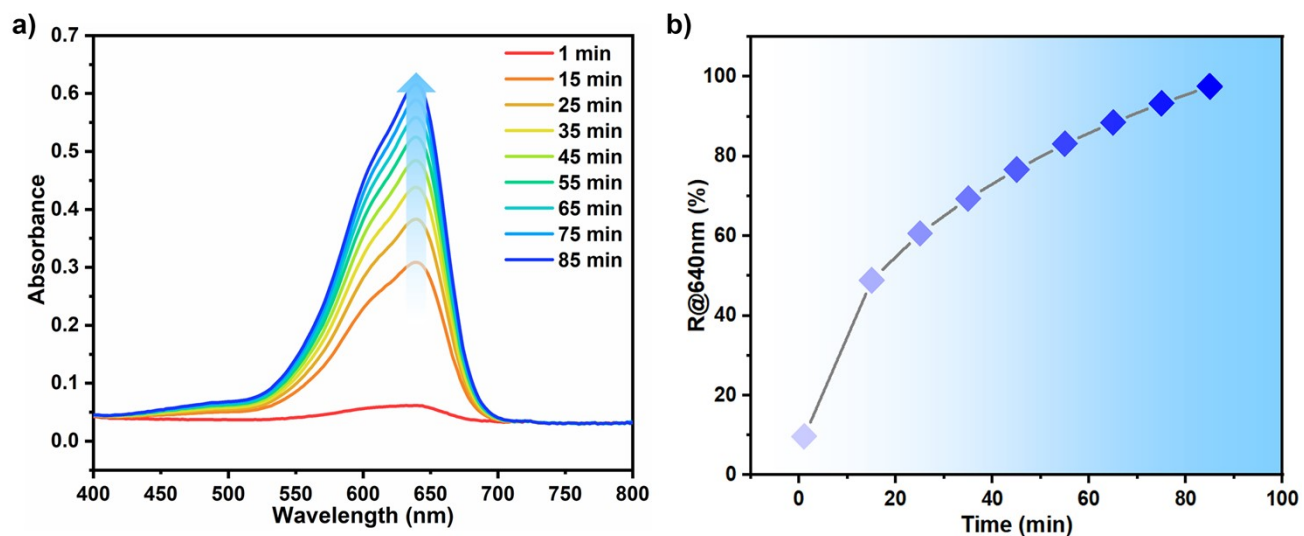 a)
0.7
0.6
0.5
0.4
0.3
0.2
0.1
0.0
Absorbance
400 450 500 550 600 650 700 750 800
Wavelength (nm)
1 min
15 min
25 min
35 min
45 min
55 min
65 min
75 min
85 min
b)
100
80
60
40
20
0
R@640nm (%)
0 20 40 60 80 100
Time (min)